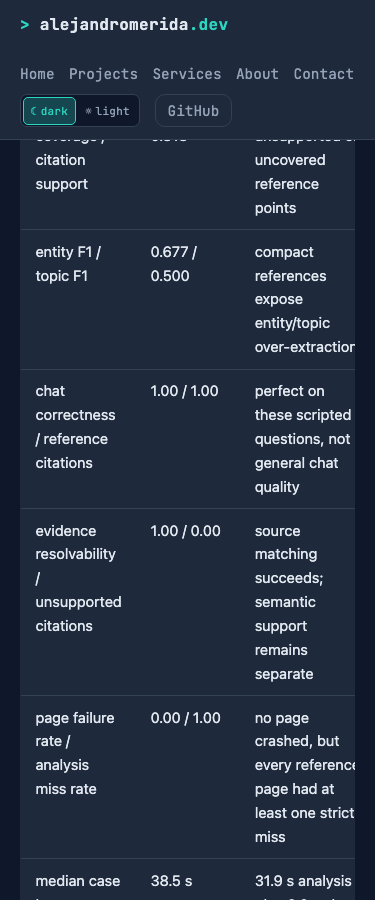 > alejandromerida.dev
Home Projects Services About Contact
☾ dark ☼ light GitHub
citation
support
uncovered
reference
points
entity F1 /
topic F1
0.677 /
0.500
compact
references
expose
entity/topic
over-extraction
chat
correctness
/ reference
citations
1.00 / 1.00
perfect on
these scripted
questions, not
general chat
quality
evidence
resolvability
/
unsupported
citations
1.00 / 0.00
source
matching
succeeds;
semantic
support
remains
separate
page failure
rate /
analysis
miss rate
0.00 / 1.00
no page
crashed, but
every reference
page had at
least one strict
miss
median case
38.5 s
31.9 s analysis